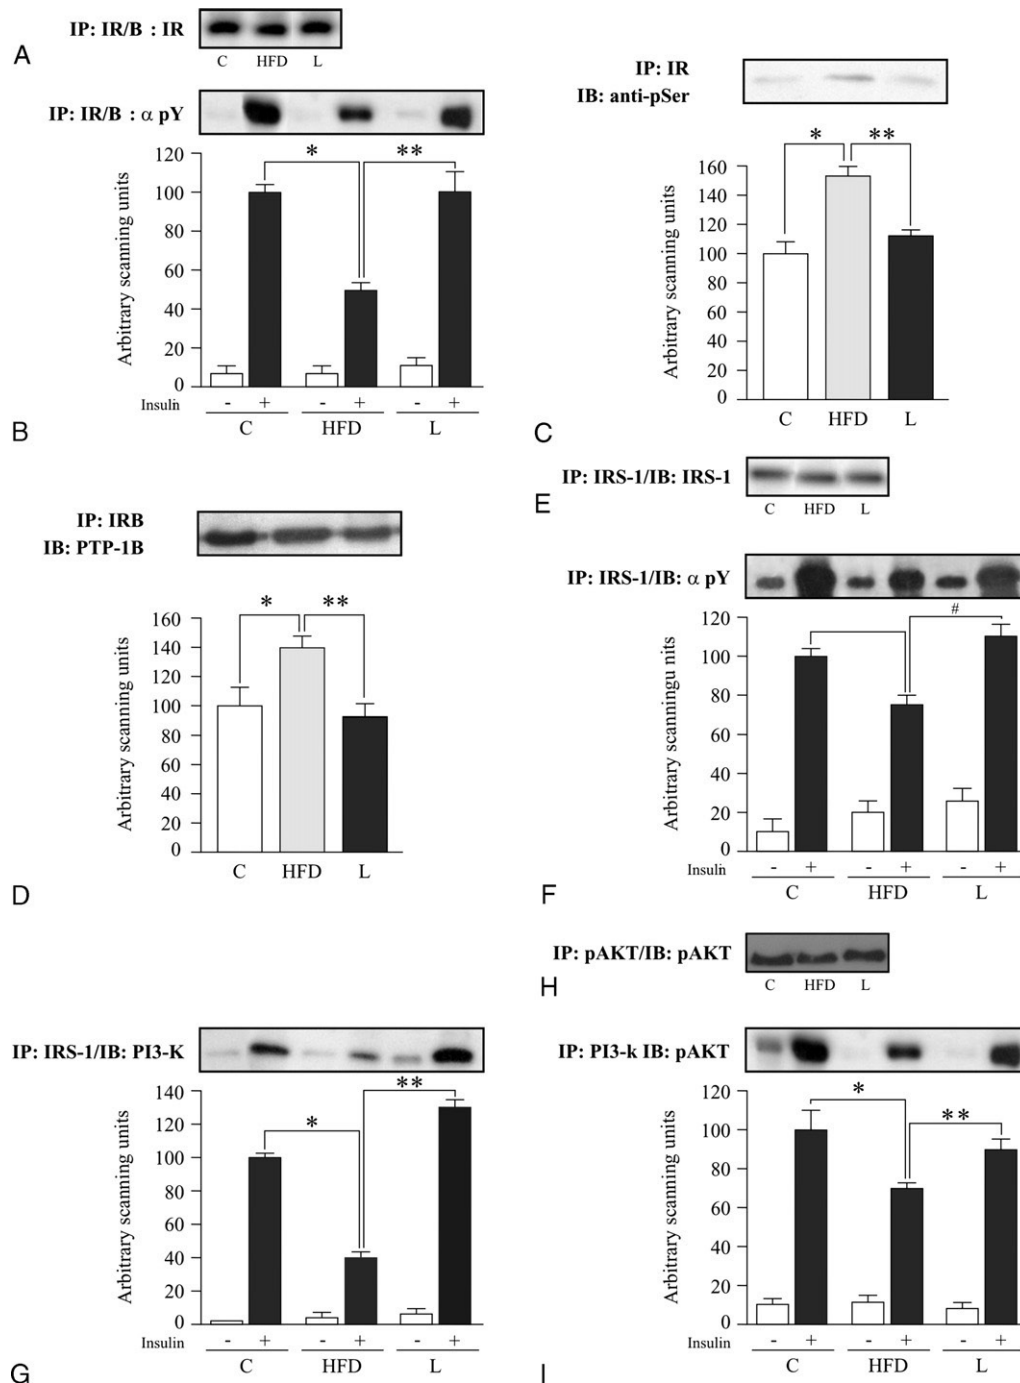 IP: IR/B : IR
C HFD L
A
IP: IR/B : α pY
* **
Arbitrary scanning units
120
100
80
60
40
20
0
Insulin - + - + - +
C HFD L
B
IP: IR
IB: anti-pSer
* **
Arbitrary scanning units
160
140
120
100
80
60
40
20
0
C HFD L
C
IP: IRB
IB: PTP-1B
* **
Arbitrary scanning units
160
140
120
100
80
60
40
20
0
C HFD L
D
IP: IRS-1/IB: IRS-1
C HFD L
E
IP: IRS-1/IB: α pY
#
Arbitrary scanningu nits
120
100
80
60
40
20
0
Insulin - + - + - +
C HFD L
F
IP: IRS-1/IB: PI3-K
* **
Arbitrary scanning units
140
120
100
80
60
40
20
0
Insulin - + - + - +
C HFD L
G
IP: pAKT/IB: pAKT
C HFD L
H
IP: PI3-k IB: pAKT
* **
Arbitrary scanning units
120
100
80
60
40
20
0
Insulin - + - + - +
C HFD L
I